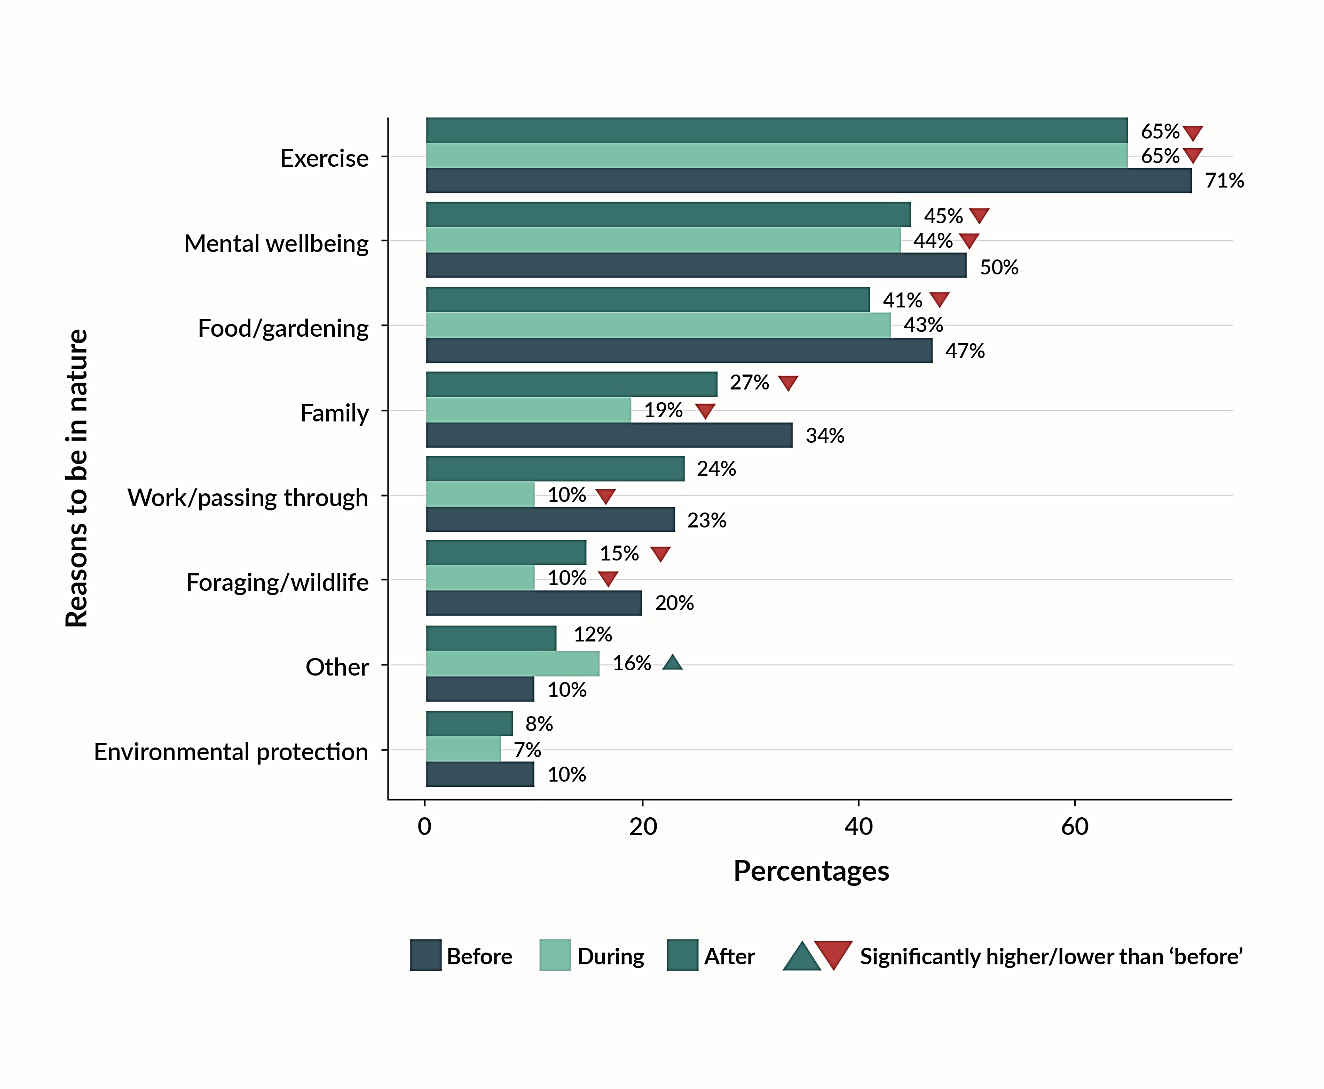 Reasons to be in nature
Exercise
65%
65%
71%
Mental wellbeing
45%
44%
50%
Food/gardening
41%
43%
47%
Family
27%
19%
34%
Work/passing through
24%
10%
23%
Foraging/wildlife
15%
10%
20%
Other
12%
16%
10%
Environmental protection
8%
7%
10%
0 20 40 60
Percentages
Before During After Significantly higher/lower than ‘before’